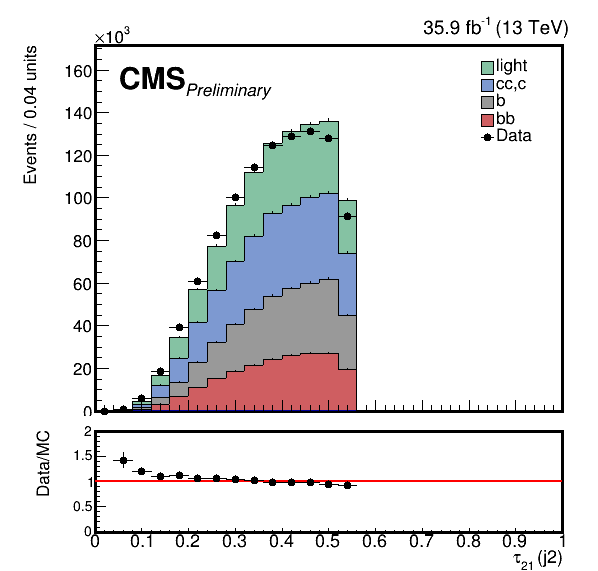 ×10³
35.9 fb⁻¹ (13 TeV)
Events / 0.04 units
160
140
120
100
80
60
40
20
0
CMS Preliminary
light
cc,c
b
bb
Data
Data/MC
2
1.5
1
0.5
0
0 0.1 0.2 0.3 0.4 0.5 0.6 0.7 0.8 0.9 1
τ₂₁ (j2)